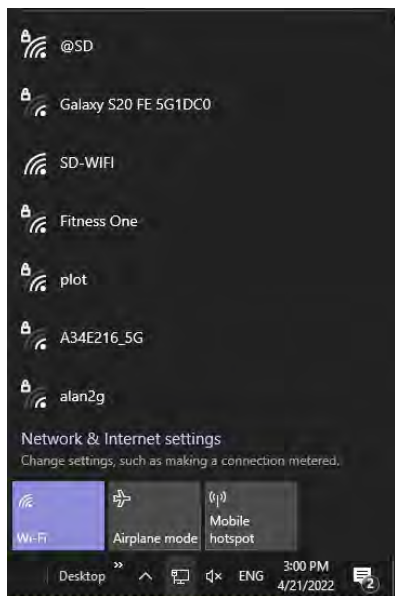 @SD
Galaxy S20 FE 5G1DC0
SD-WIFI
Fitness One
plot
A34E216_5G
alan2g
Network & Internet settings
Change settings, such as making a connection metered.
Wi-Fi
Airplane mode
Mobile
hotspot
Desktop
»
ENG
3:00 PM
4/21/2022
2